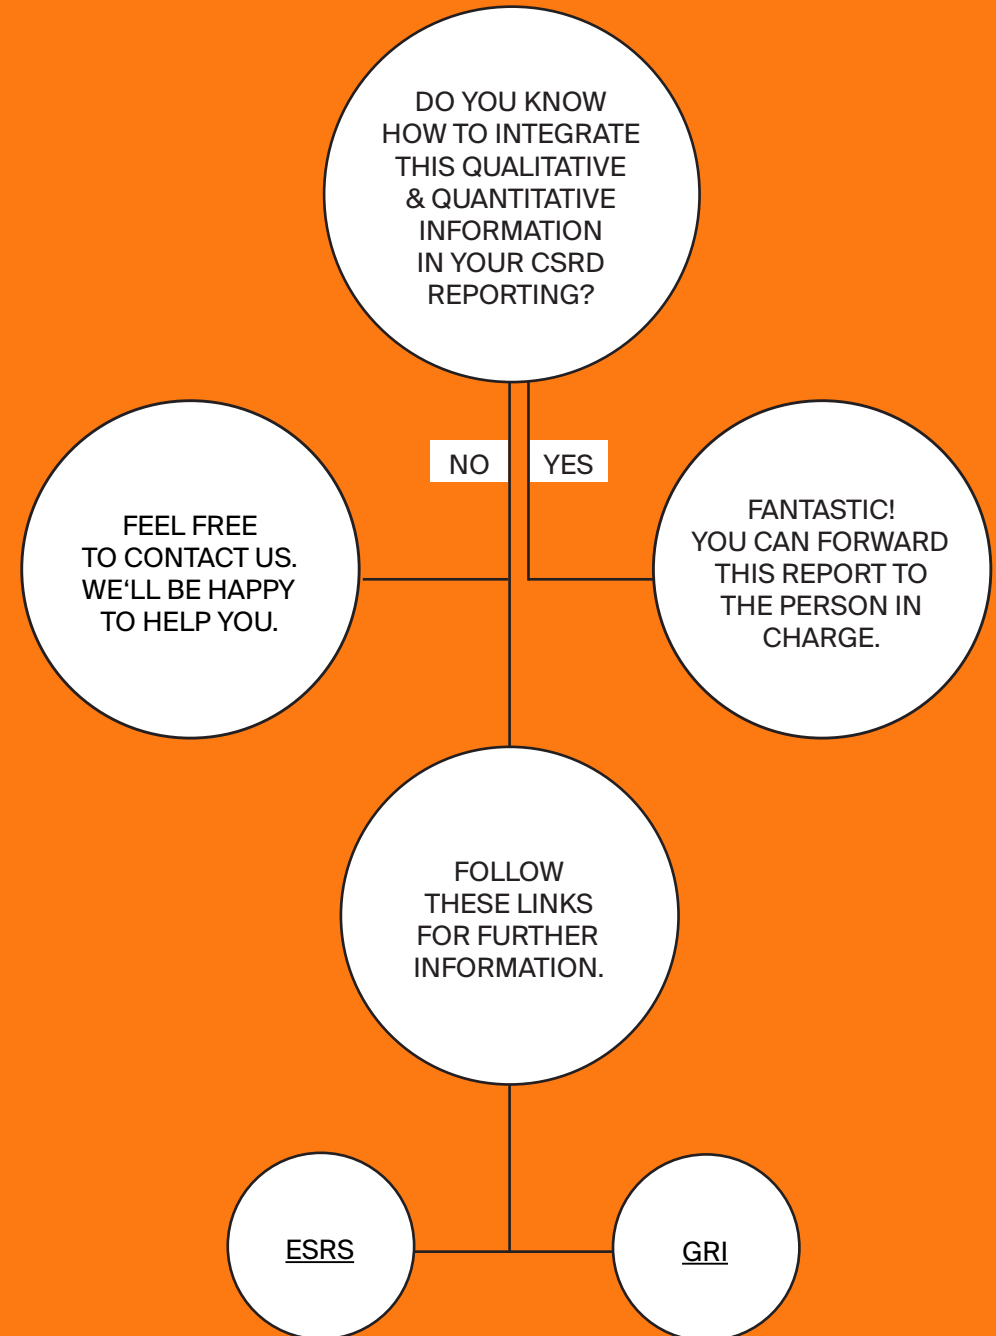 DO YOU KNOW
HOW TO INTEGRATE
THIS QUALITATIVE
& QUANTITATIVE
INFORMATION
IN YOUR CSRD
REPORTING?
NO
YES
FEEL FREE
TO CONTACT US.
WE‘LL BE HAPPY
TO HELP YOU.
FANTASTIC!
YOU CAN FORWARD
THIS REPORT TO
THE PERSON IN
CHARGE.
FOLLOW
THESE LINKS
FOR FURTHER
INFORMATION.
ESRS
GRI